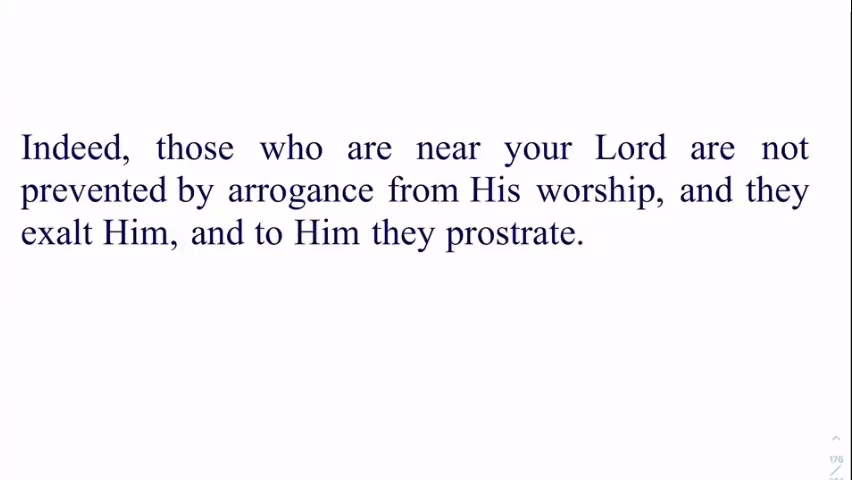 Indeed, those who are near your Lord are not
prevented by arrogance from His worship, and they
exalt Him, and to Him they prostrate.
176